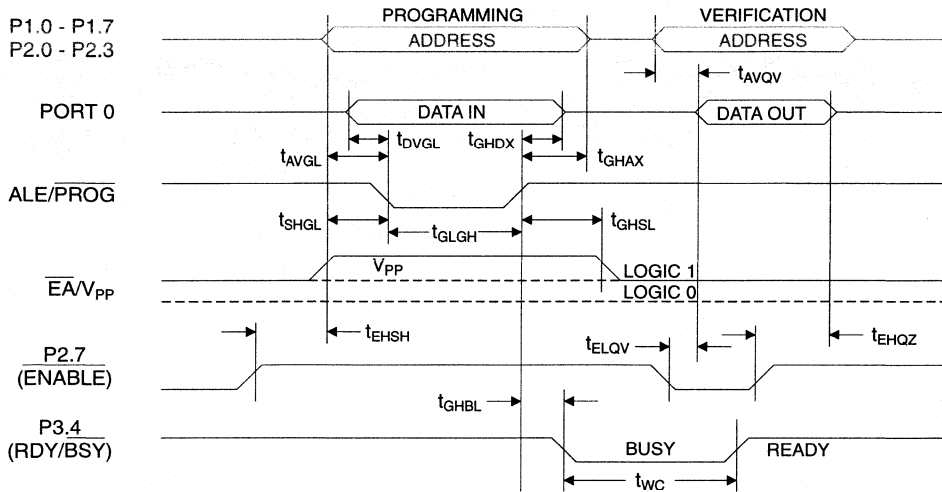 PROGRAMMING VERIFICATION
P1.0 - P1.7
P2.0 - P2.3
ADDRESS ADDRESS
tAVQV
PORT 0 DATA IN DATA OUT
tDVGL tGHDX
tAVGL tGHAX
ALE/PROG
tSHGL tGLGH tGHSL
VPP LOGIC 1
EA/VPP LOGIC 0
tEHSH tELQV tEHQZ
P2.7
(ENABLE)
tGHBL
P3.4
(RDY/BSY) BUSY READY
tWC